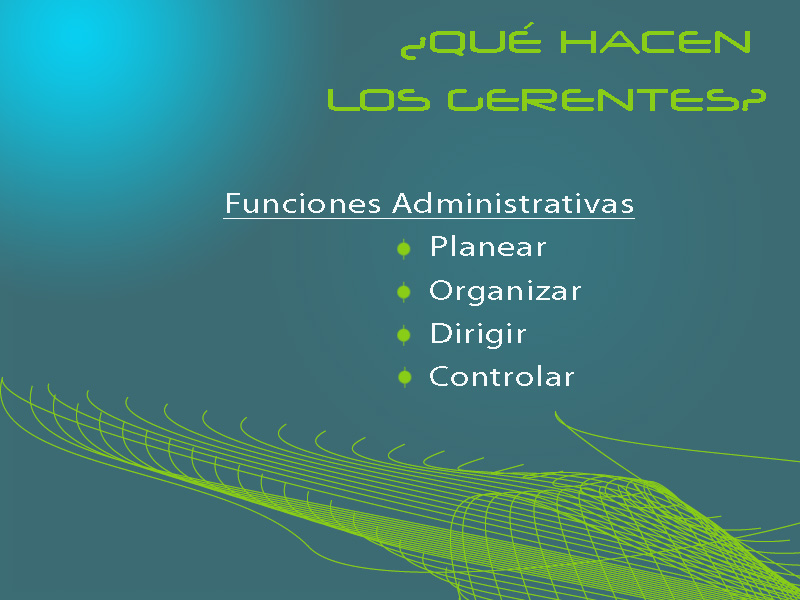 ¿QUÉ HACEN
LOS GERENTES?
Funciones Administrativas
Planear
Organizar
Dirigir
Controlar